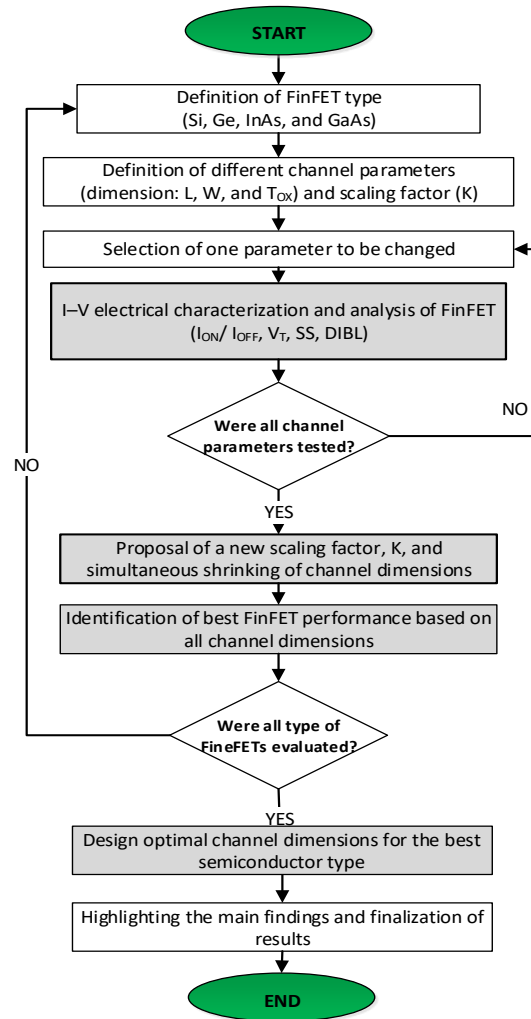 START
Definition of FinFET type
(Si, Ge, InAs, and GaAs)
Definition of different channel parameters
(dimension: L, W, and TOX) and scaling factor (K)
Selection of one parameter to be changed
I–V electrical characterization and analysis of FinFET
(ION/ IOFF, VT, SS, DIBL)
Were all channel
parameters tested?
NO
NO
YES
Proposal of a new scaling factor, K, and
simultaneous shrinking of channel dimensions
Identification of best FinFET performance based on
all channel dimensions
Were all type of
FineFETs evaluated?
YES
Design optimal channel dimensions for the best
semiconductor type
Highlighting the main findings and finalization of
results
END